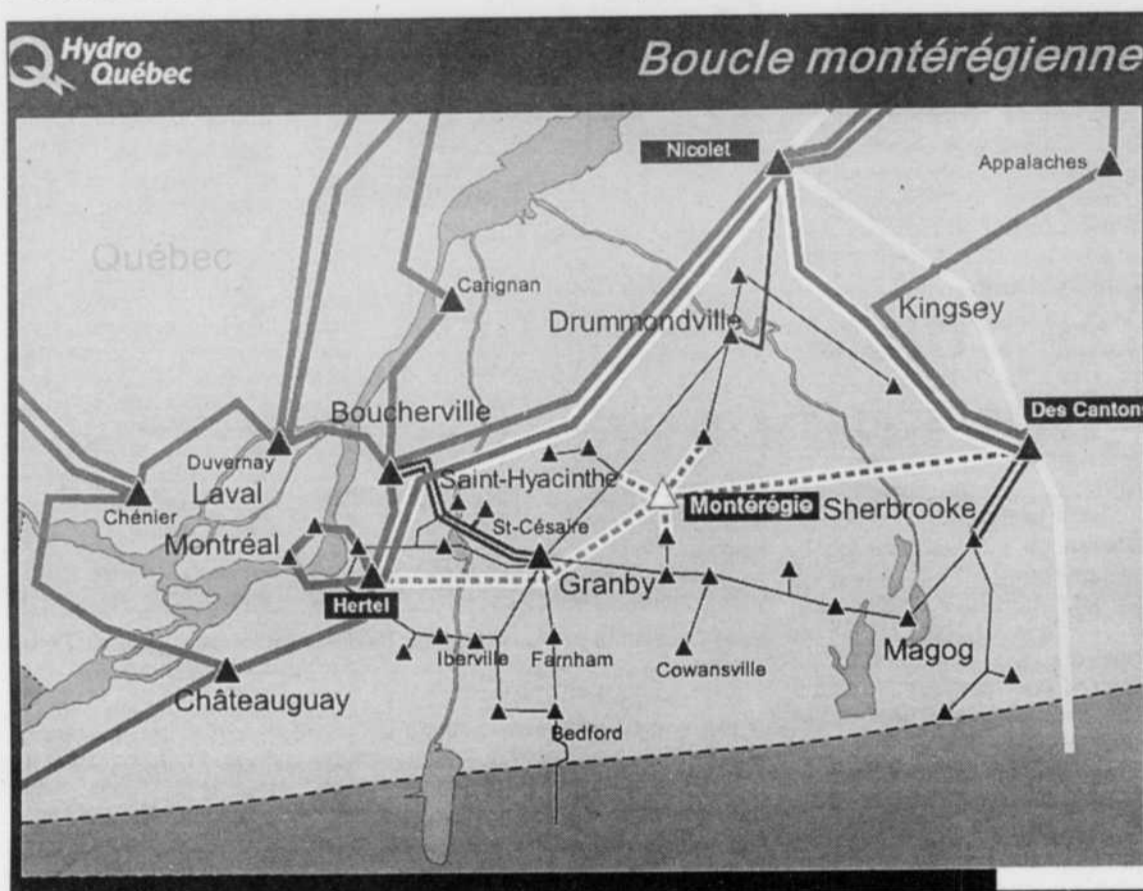 Hydro
Québec
Boucle montérégienne
Nicolet
Appalaches
Québec
Carignan
Kingsey
Drummondville
Boucherville
Des Canton
Duvernay
Laval
Saint-Hyacinthe
Chénier
Montérégie
Sherbrooke
St-Césaire
Montréal
Granby
Hertel
Iberville
Farnham
Cowansville
Magog
Châteauguay
Bedford